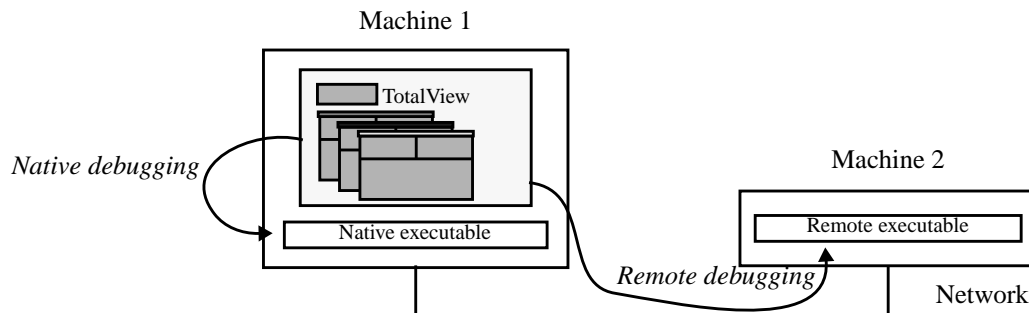 Machine 1
TotalView
Native debugging
Machine 2
Native executable
Remote executable
Remote debugging
Network